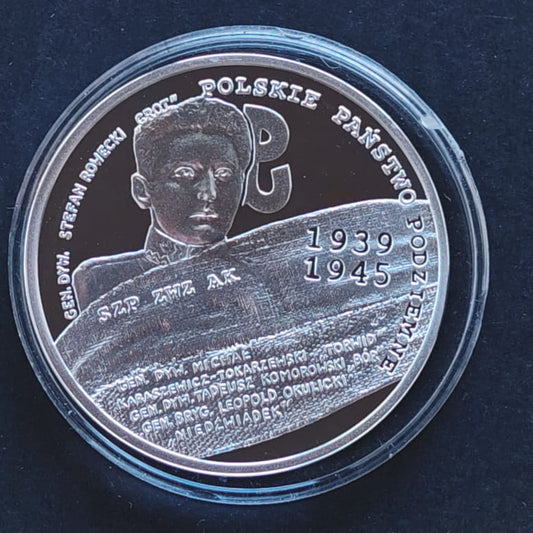 GEN. DYW. STEFAN ROWECKI „GROT”
POLSKIE PAŃSTWO PODZIEMNE
1939
1945
SZP ZWZ AK
GEN. DYW. MICHAŁ
KARASZEWICZ-TOKARZEWSKI „TORWID”
GEN. DYW. TADEUSZ KOMOROWSKI „BÓR”
GEN. BRYG. LEOPOLD OKULICKI
„NIEDŹWIADEK”